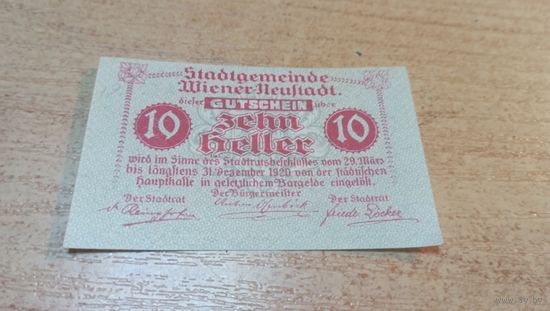 Stadtgemeinde
Wiener-Neustadt.
dieser GUTSCHEIN über
10 zehn 10
Heller
wird im Sinne des Stadtratsbeschlusses vom 29. März
bis längstens 31. Dezember 1920 von der städtischen
Hauptkasse in gesetzlichem Bargelde eingelöst.
Der Bürgermeister
Der Stadtrat Der Stadtrat